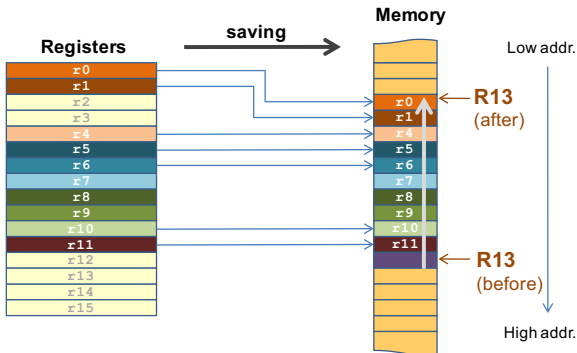 Memory
saving
Registers
Low addr.
r0
r1
r2
r3
r4
r5
r6
r7
r8
r9
r10
r11
r12
r13
r14
r15
r0
r1
r4
r5
r6
r7
r8
r9
r10
r11
R13
(after)
R13
(before)
High addr.